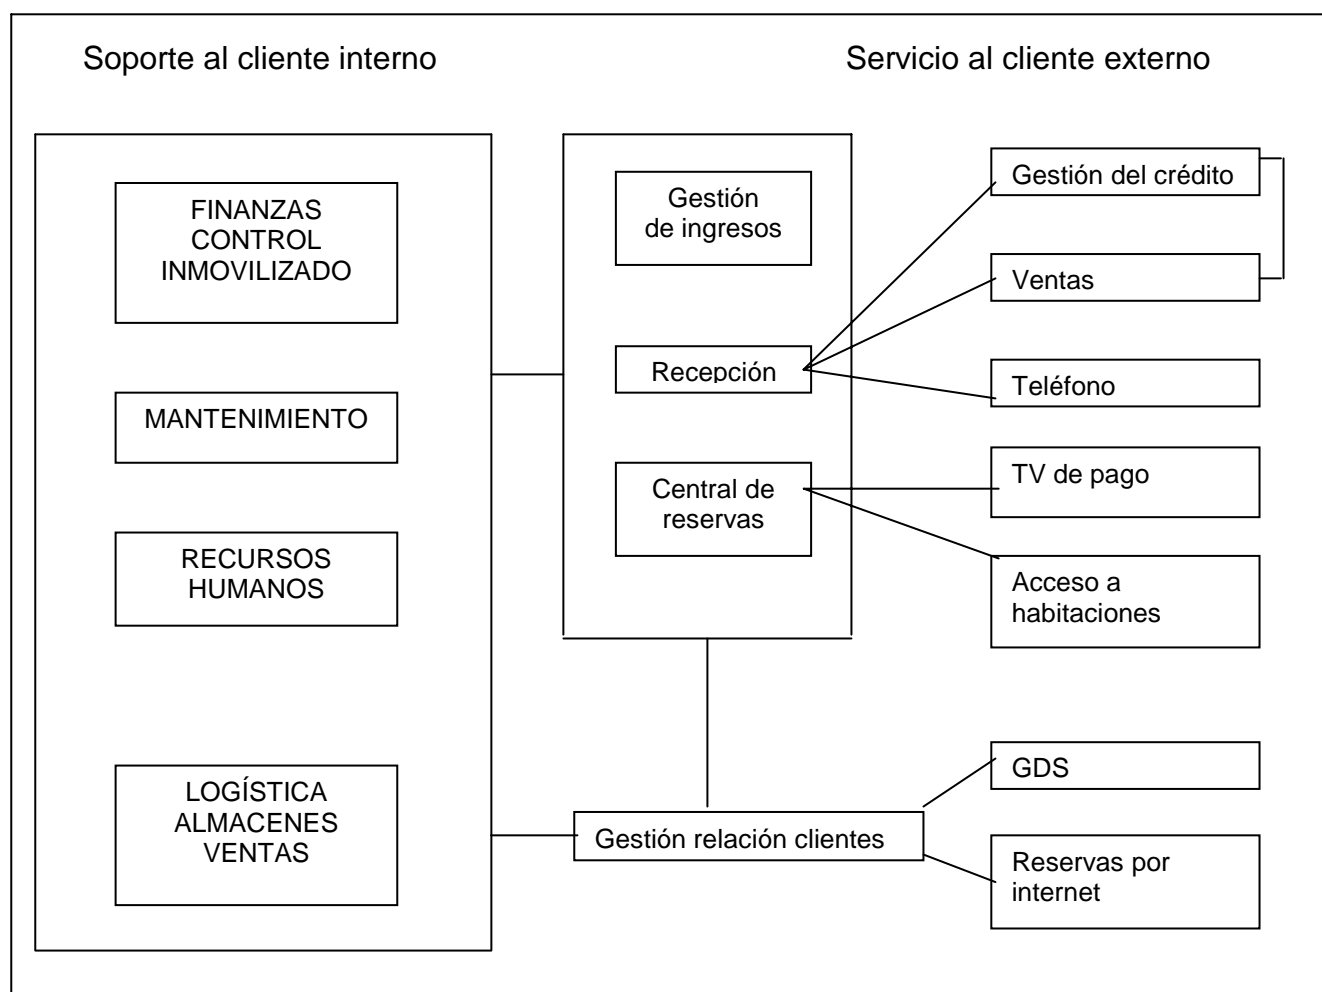 Soporte al cliente interno
Servicio al cliente externo
FINANZAS
CONTROL
INMOVILIZADO
MANTENIMIENTO
RECURSOS
HUMANOS
LOGÍSTICA
ALMACENES
VENTAS
Gestión
de ingresos
Recepción
Central de
reservas
Gestión relación clientes
Gestión del crédito
Ventas
Teléfono
TV de pago
Acceso a
habitaciones
GDS
Reservas por
internet